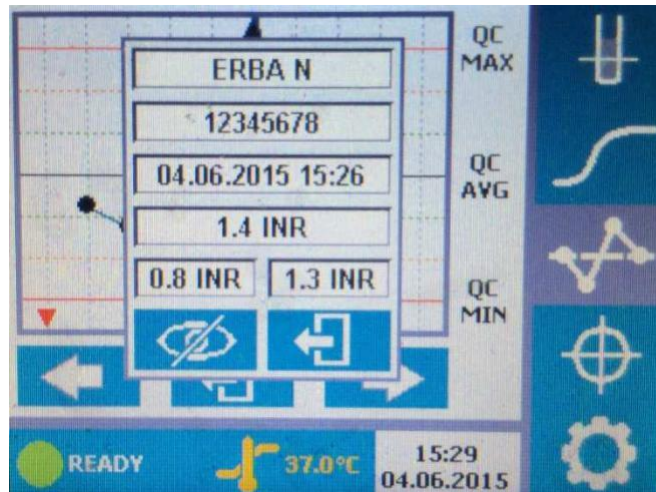 QC
MAX
ERBA N
12345678
04.06.2015 15:26
QC
AVG
1.4 INR
0.8 INR 1.3 INR
QC
MIN
READY
37.0°C
15:29
04.06.2015